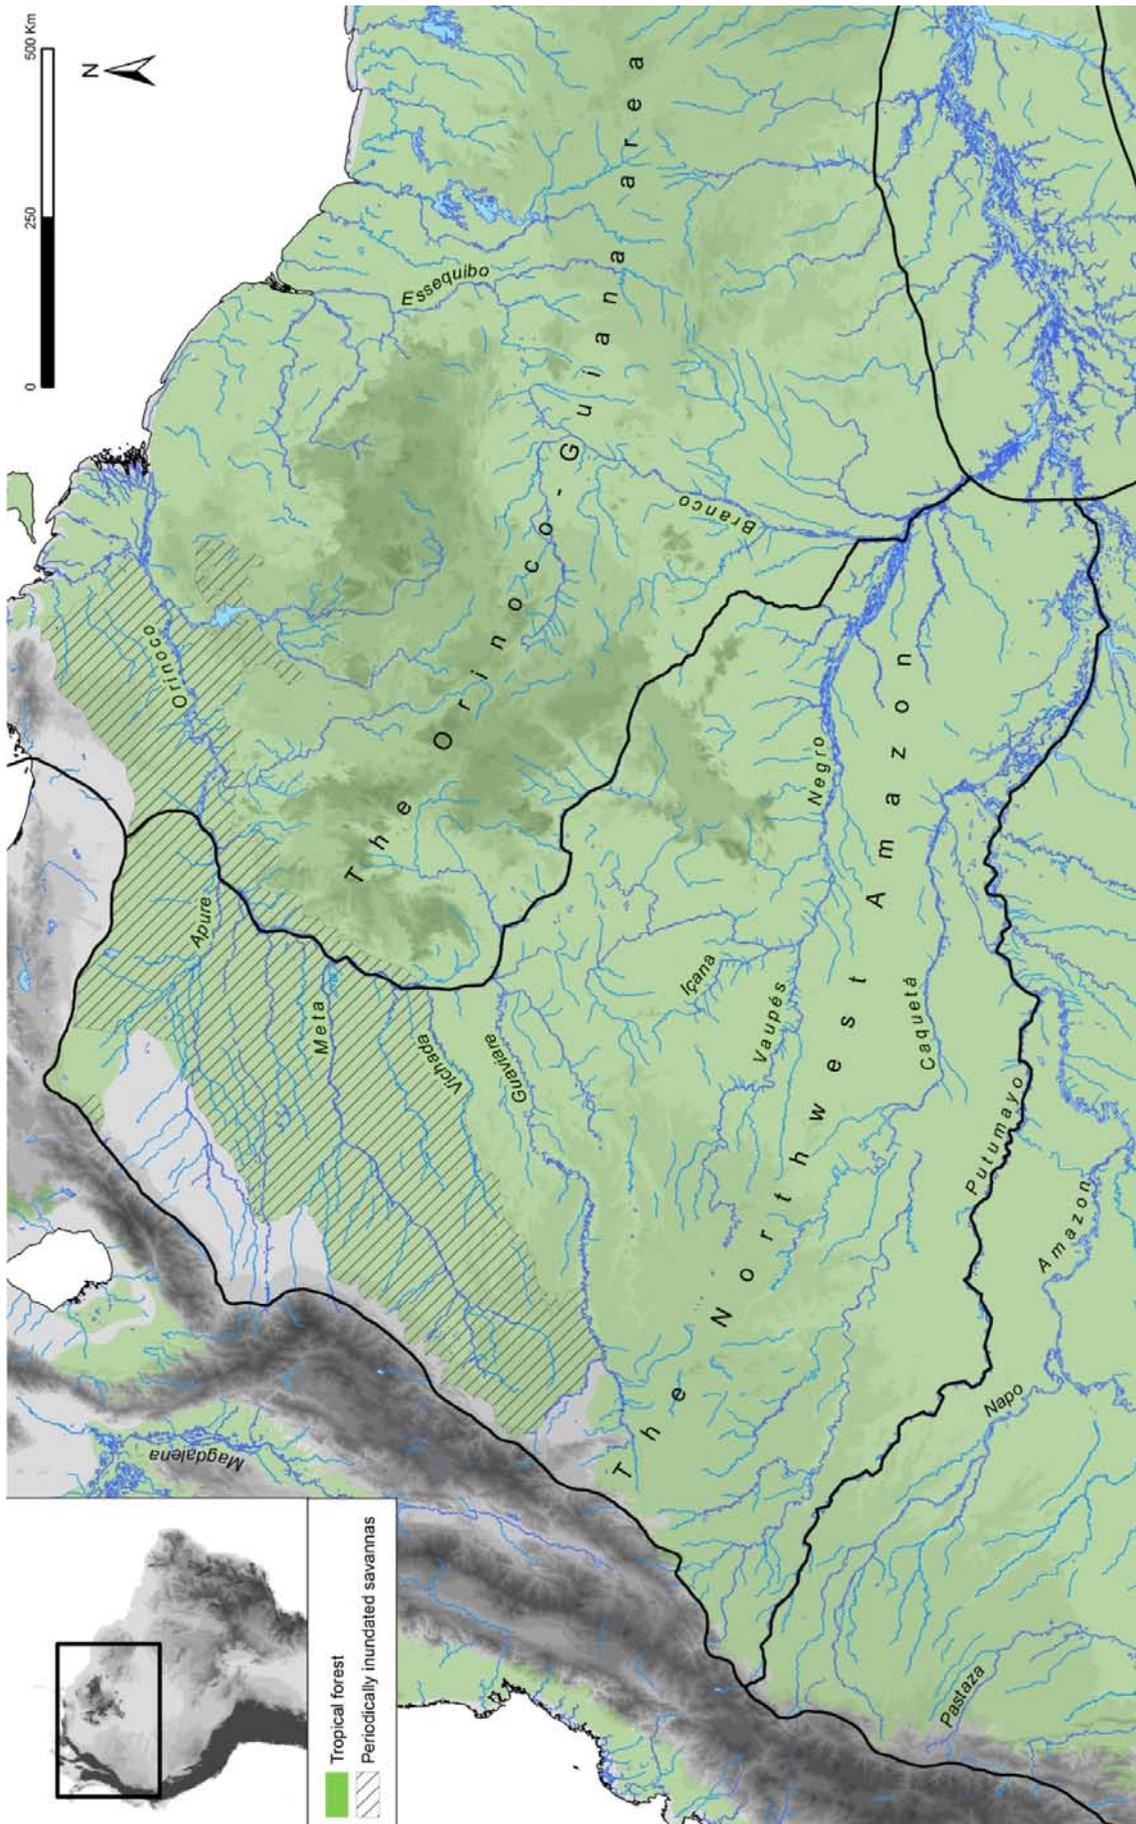 Tropical forest
Periodically inundated savannas
0 250 500 Km
N
Magdalena
Orinoco
Apure
Meta
Vichada
Guaviare
Essequibo
The Orinoco-Guiana area
Branco
Içana
Vaupés
Negro
The Northwest Amazon
Caquetá
Putumayo
Amazon
Napo
Pastaza